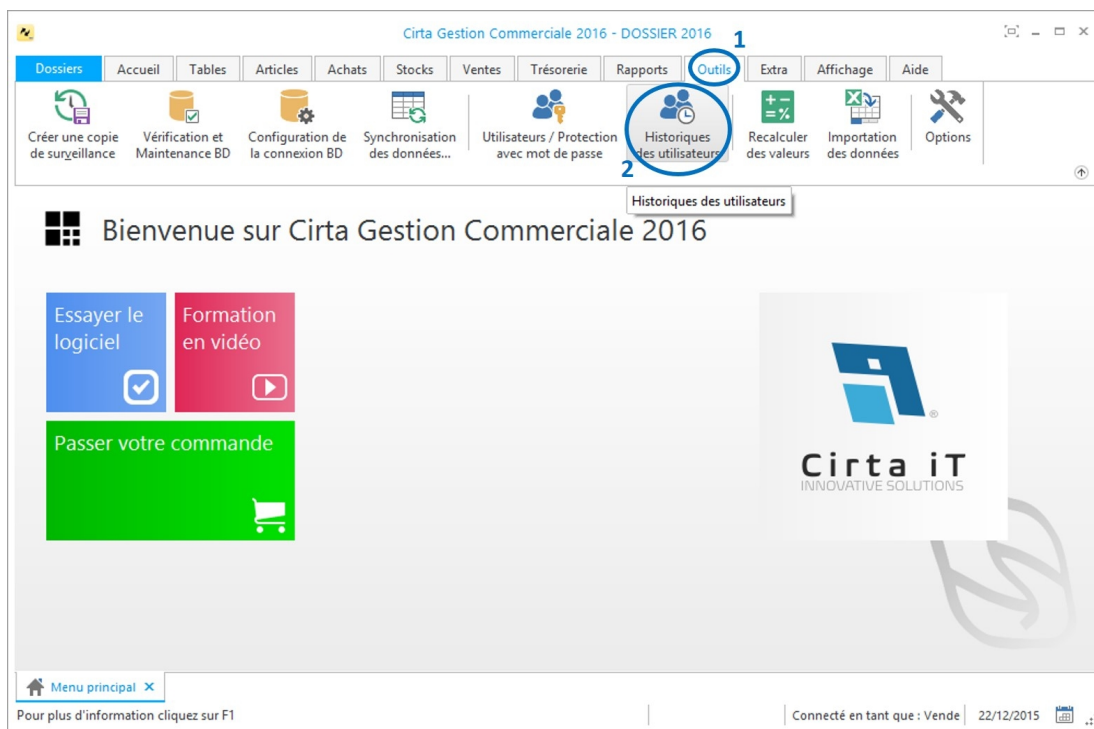 Cirta Gestion Commerciale 2016 - DOSSIER 2016
1
Dossiers Accueil Tables Articles Achats Stocks Ventes Trésorerie Rapports Outils Extra Affichage Aide
Créer une copie de surveillance
Vérification et Maintenance BD
Configuration de la connexion BD
Synchronisation des données...
Utilisateurs / Protection avec mot de passe
Historiques des utilisateurs
Recalculer des valeurs
Importation des données
Options
2
Historiques des utilisateurs
Bienvenue sur Cirta Gestion Commerciale 2016
Essayer le
logiciel
Formation
en vidéo
Passer votre commande
Cirta iT
INNOVATIVE SOLUTIONS
®
Menu principal
Pour plus d'information cliquez sur F1
Connecté en tant que : Vende
22/12/2015